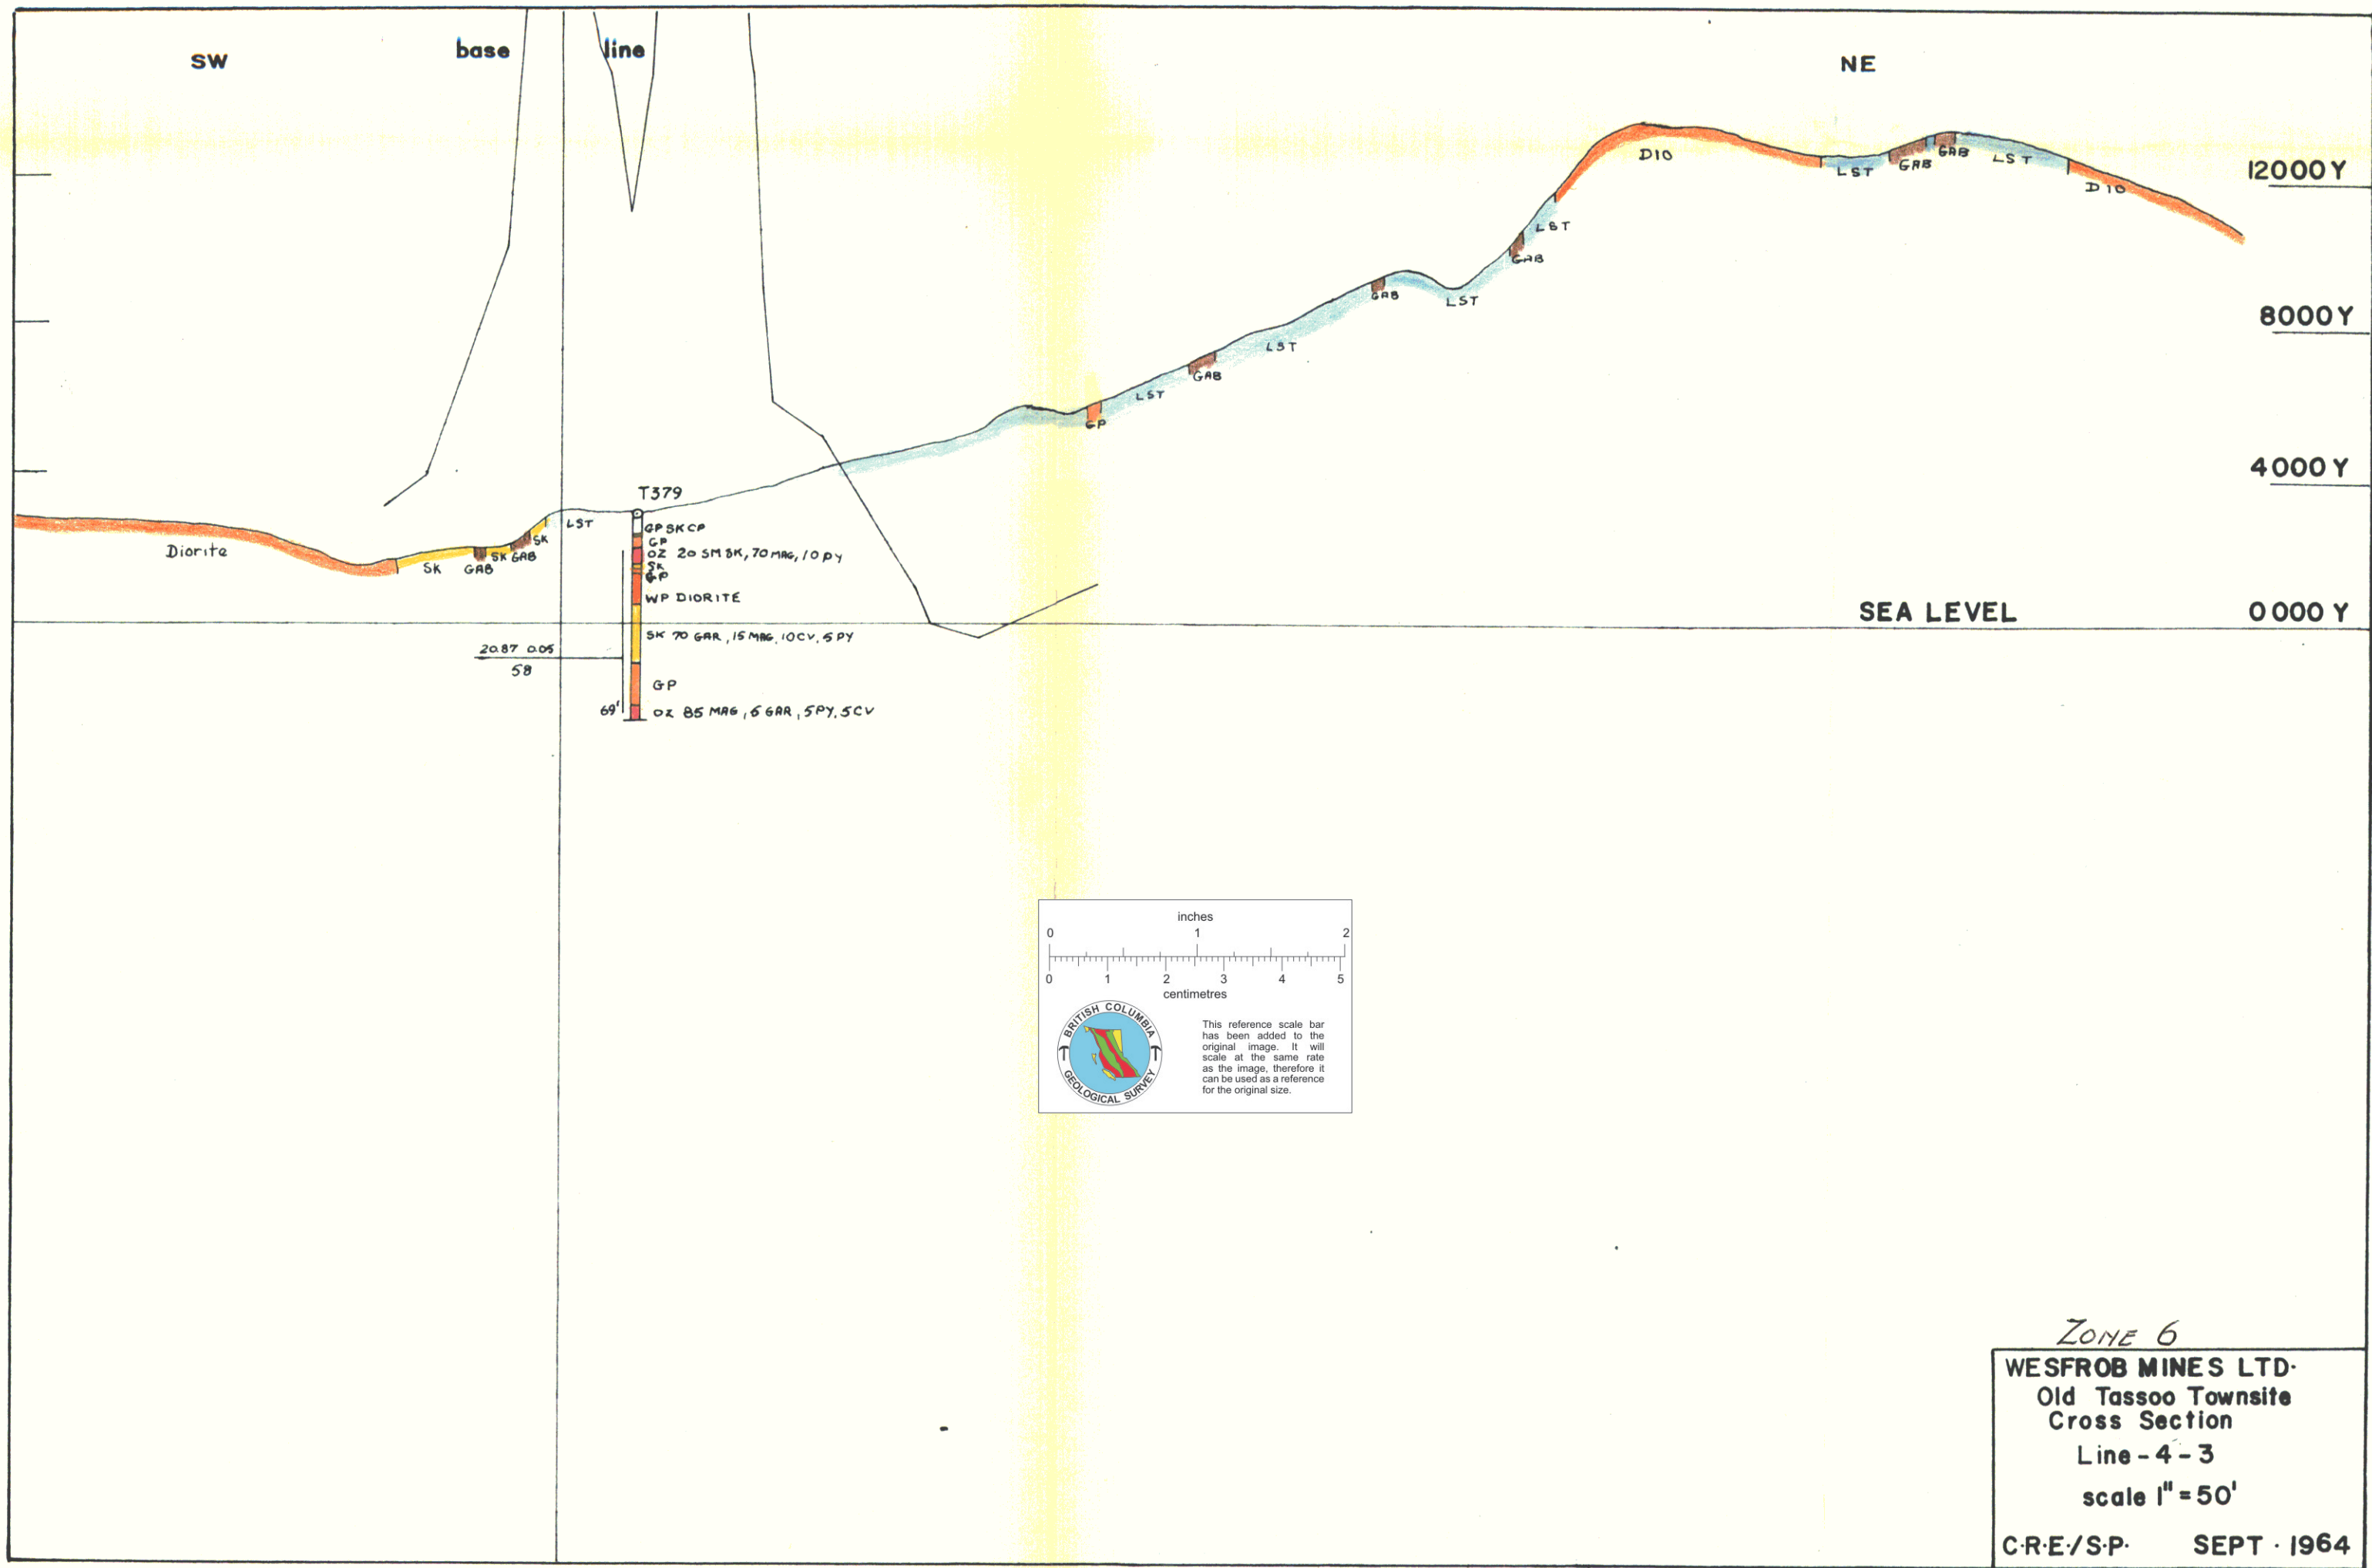 SW
base line
NE
D10
GAB
GAB
LST
LST
12000 Y
D10
LST
GAB
8000 Y
GAB
LST
LST
GAB
LST
GP
4000 Y
T379
LST
Diorite
SK
GAB
SK
GAB
SK
GP SK CP
GP
OZ 20 SM SK, 70 MAG, 10 PY
SK
GP
WP DIORITE
SEA LEVEL 0000 Y
SK 70 GAR, 15 MAG, 10 CV, 5 PY
20.87 0.05
58
GP
69' OZ 85 MAG, 5 GAR, 5 PY, 5 CV
inches
0 1 2
0 1 2 3 4 5
centimetres
BRITISH COLUMBIA
GEOLOGICAL SURVEY
This reference scale bar
has been added to the
original image. It will
scale at the same rate
as the image, therefore it
can be used as a reference
for the original size.
ZONE 6
WESFROB MINES LTD.
Old Tassoo Townsite
Cross Section
Line - 4 - 3
scale 1" = 50'
C.R.E./S.P. SEPT. 1964